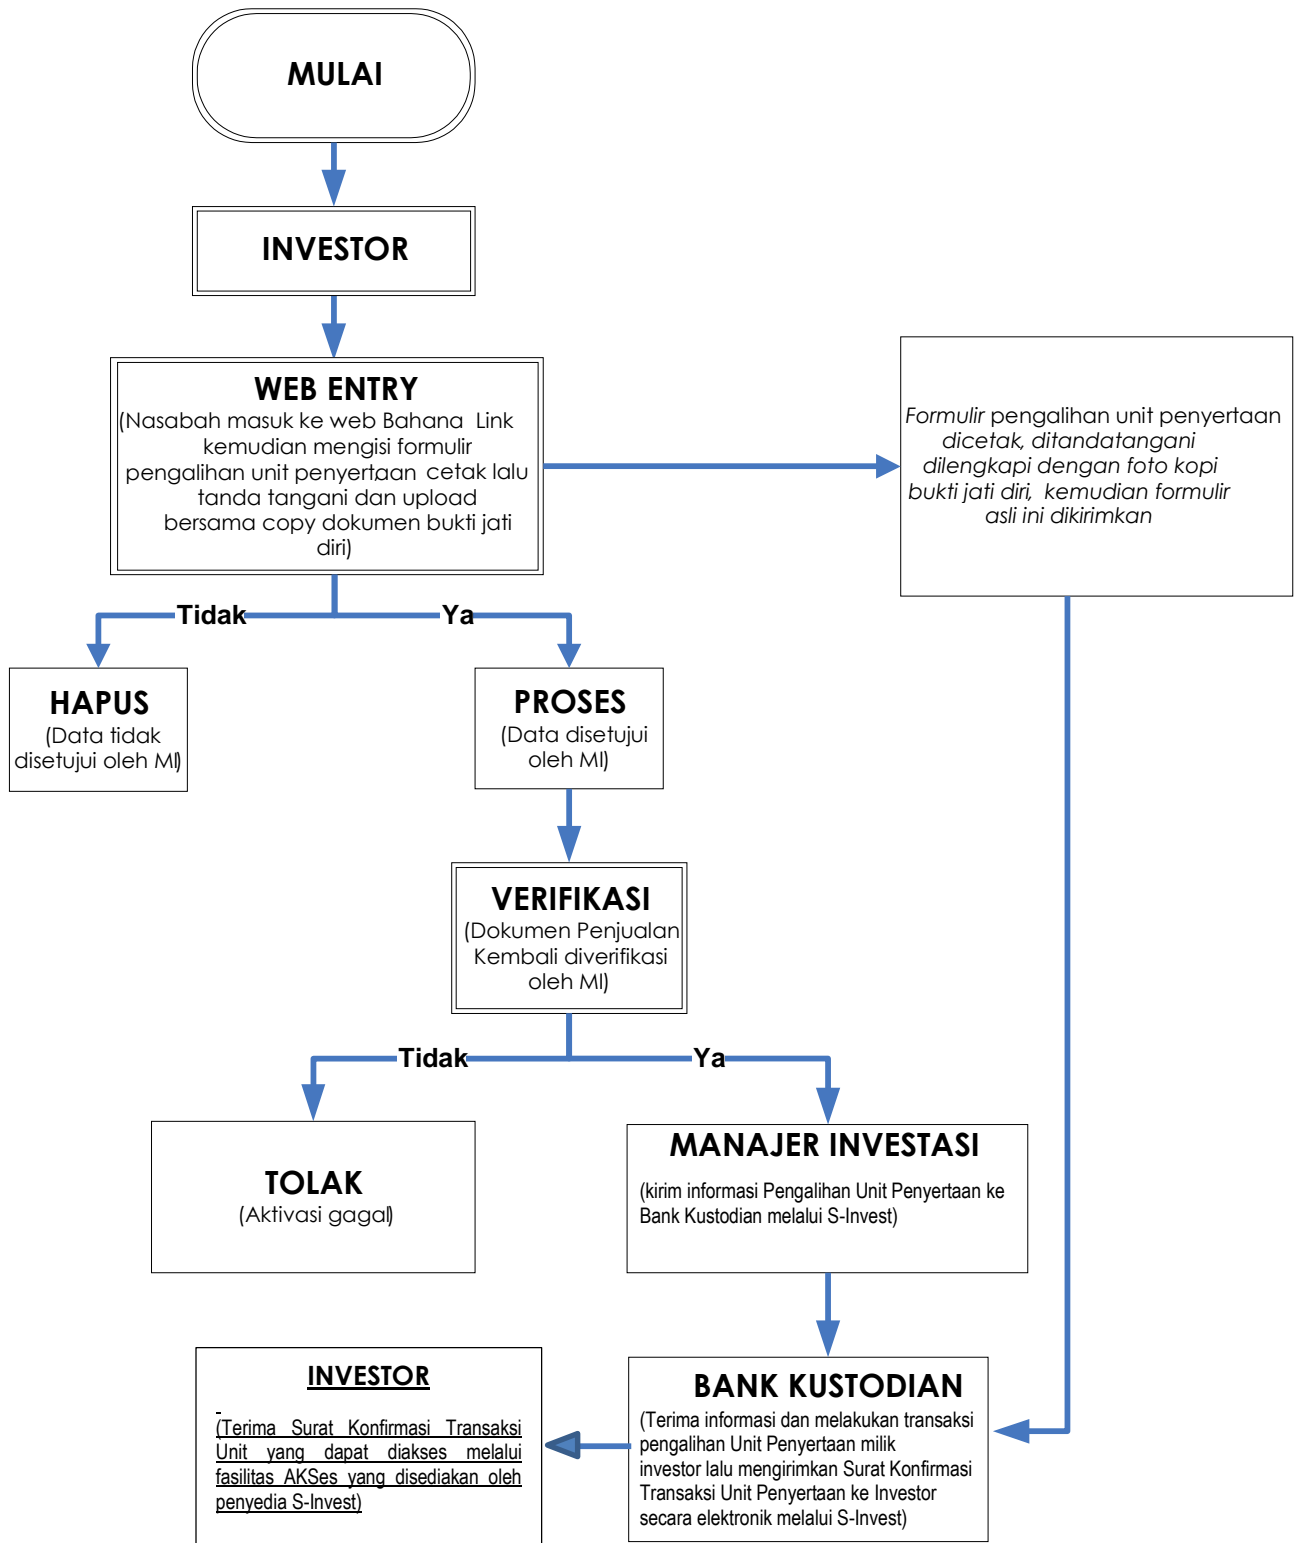 MULAI
INVESTOR
WEB ENTRY
(Nasabah masuk ke web Bahana Link
kemudian mengisi formulir
pengalihan unit penyertaan, cetak lalu
tanda tangani dan upload
bersama copy dokumen bukti jati
diri)
Formulir pengalihan unit penyertaan
dicetak, ditandatangani
dilengkapi dengan foto kopi
bukti jati diri, kemudian formulir
asli ini dikirimkan
Tidak
Ya
HAPUS
(Data tidak
disetujui oleh MI)
PROSES
(Data disetujui
oleh MI)
VERIFIKASI
(Dokumen Penjualan
Kembali diverifikasi
oleh MI)
Tidak
Ya
TOLAK
(Aktivasi gagal)
MANAJER INVESTASI
(kirim informasi Pengalihan Unit Penyertaan ke
Bank Kustodian melalui S-Invest)
INVESTOR
(Terima Surat Konfirmasi Transaksi
Unit yang dapat diakses melalui
fasilitas AKSes yang disediakan oleh
penyedia S-Invest)
BANK KUSTODIAN
(Terima informasi dan melakukan transaksi
pengalihan Unit Penyertaan milik
investor lalu mengirimkan Surat Konfirmasi
Transaksi Unit Penyertaan ke Investor
secara elektronik melalui S-Invest)